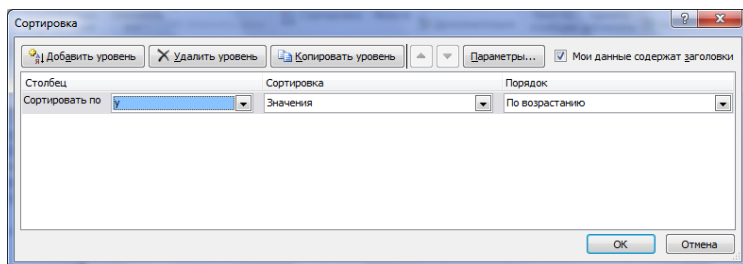 Сортировка
Добавить уровень Удалить уровень Копировать уровень Параметры... Мои данные содержат заголовки
Столбец Сортировка Порядок
Сортировать по y Значения По возрастанию
ОК Отмена